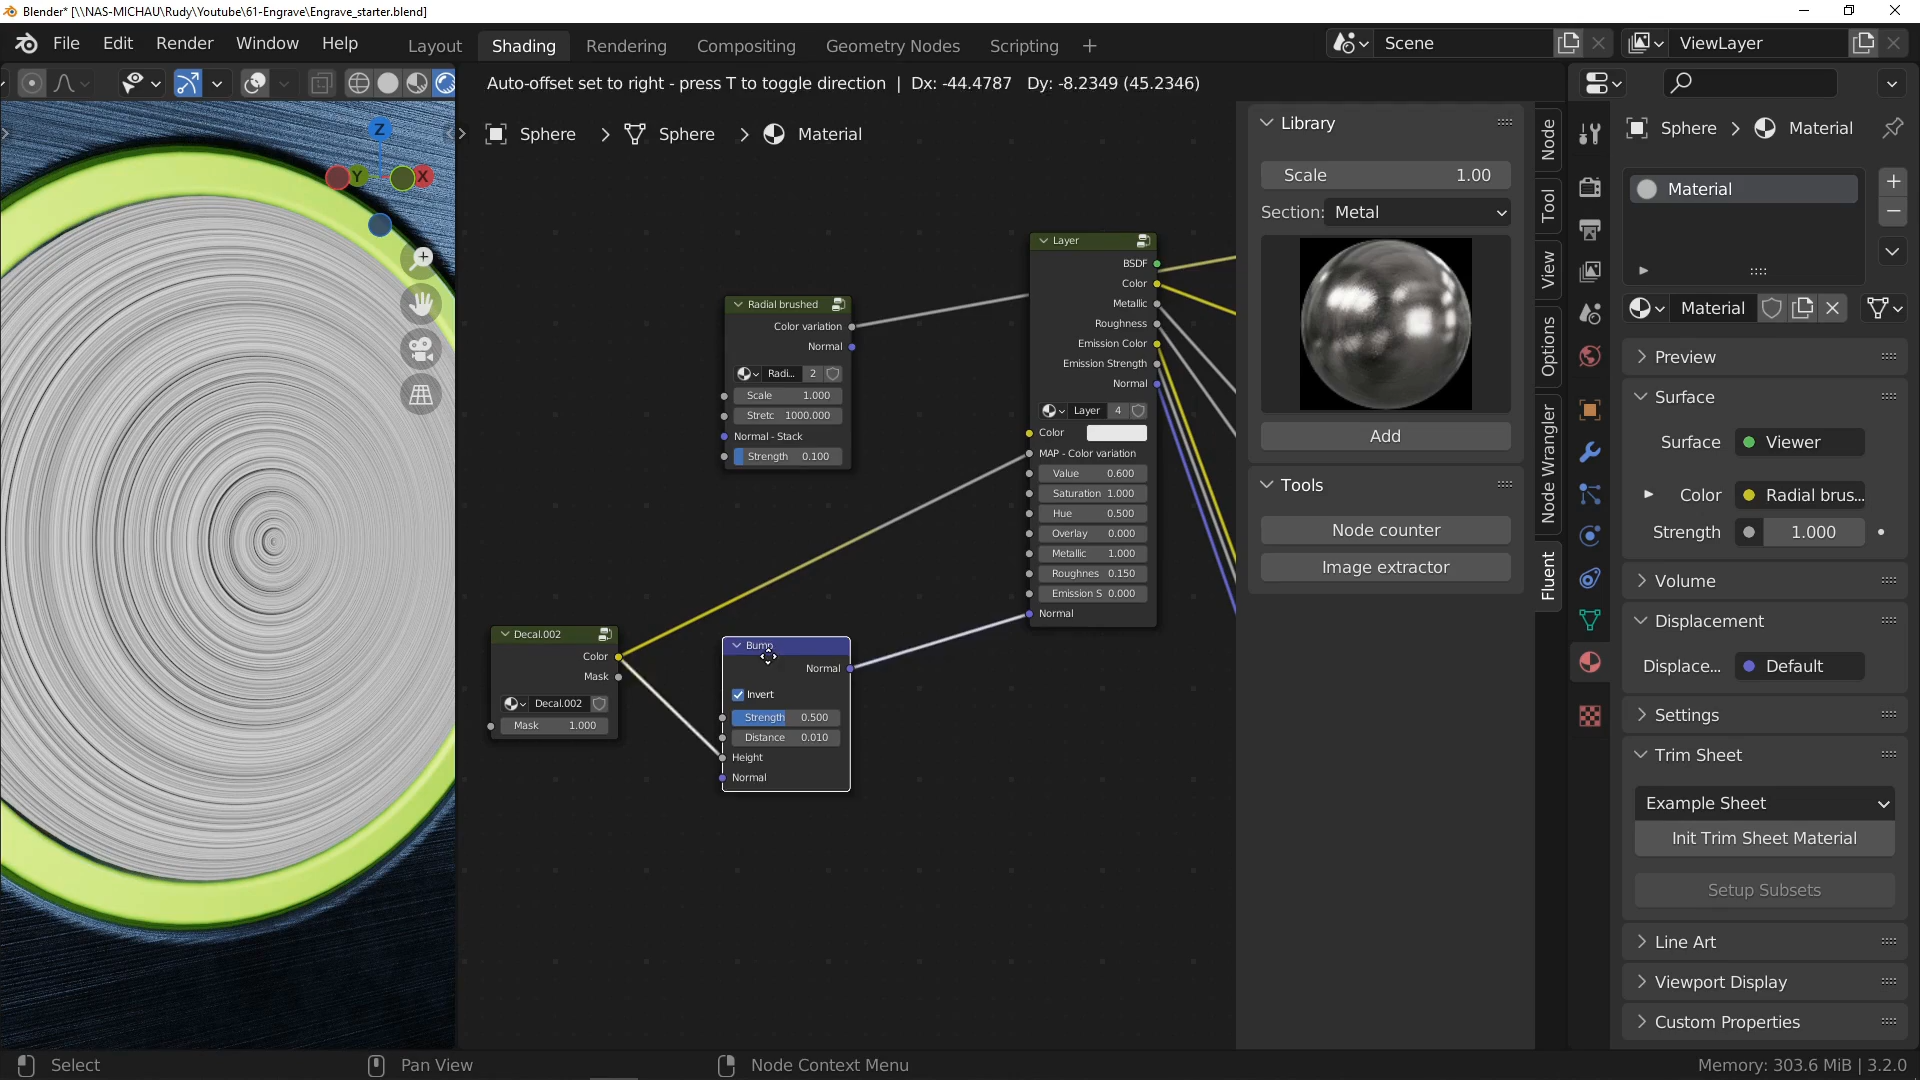 Blender* [\\NAS-MICHAU\Rudy\Youtube\61-Engrave\Engrave_starter.blend]
File Edit Render Window Help
Layout Shading Rendering Compositing Geometry Nodes Scripting +
Scene
ViewLayer
Auto-offset set to right - press T to toggle direction | Dx: -44.4787 Dy: -8.2349 (45.2346)
Sphere > Sphere > Material
Z
Y
X
Radial brushed
Color variation
Normal
Radi... 2
Scale 1.000
Stretc 1000.000
Normal - Stack
Strength 0.100
Decal.002
Color
Mask
Decal.002
Mask 1.000
Bump
Normal
Invert
Strength 0.500
Distance 0.010
Height
Normal
Layer
BSDF
Color
Metallic
Roughness
Emission Color
Emission Strength
Normal
Layer 4
Color
MAP - Color variation
Value 0.600
Saturation 1.000
Hue 0.500
Overlay 0.000
Metallic 1.000
Roughnes 0.150
Emission S 0.000
Normal
Library
Scale 1.00
Section: Metal
Add
Tools
Node counter
Image extractor
Node
Tool
View
Options
Node Wrangler
Fluent
Sphere > Material
Material
Material
Preview
Surface
Surface Viewer
Color Radial brus...
Strength 1.000
Volume
Displacement
Displace... Default
Settings
Trim Sheet
Example Sheet
Init Trim Sheet Material
Setup Subsets
Line Art
Viewport Display
Custom Properties
Select
Pan View
Node Context Menu
Memory: 303.6 MiB | 3.2.0